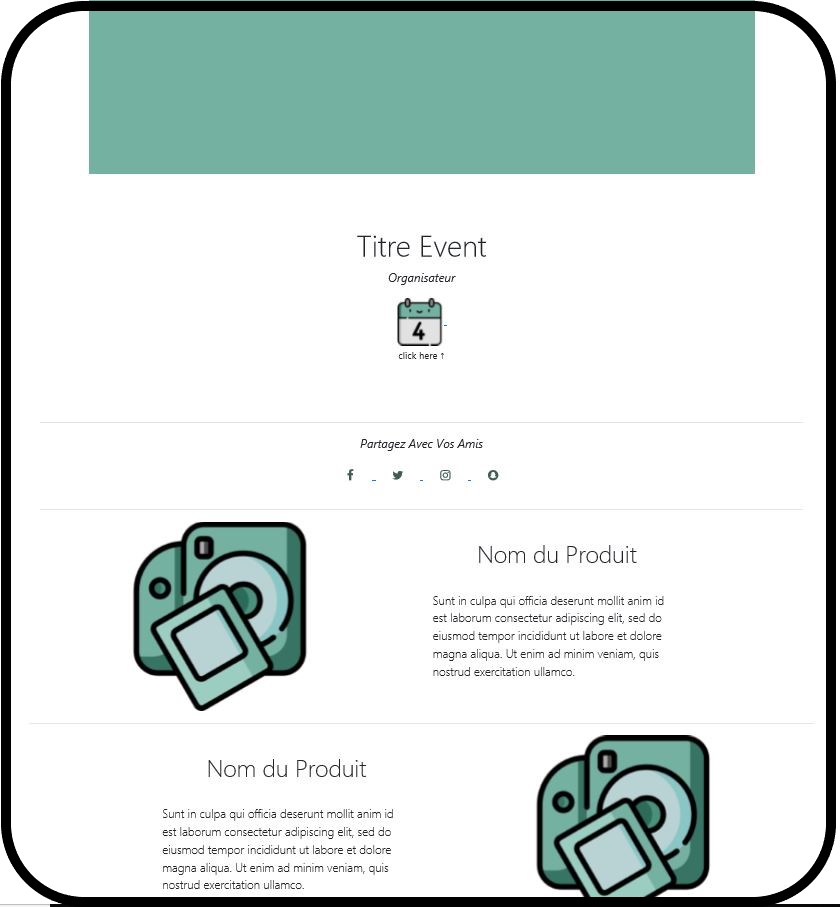 Titre Event
Organisateur
4
click here ↑
Partagez Avec Vos Amis
Nom du Produit
Sunt in culpa qui officia deserunt mollit anim id
est laborum consectetur adipiscing elit, sed do
eiusmod tempor incididunt ut labore et dolore
magna aliqua. Ut enim ad minim veniam, quis
nostrud exercitation ullamco.
Nom du Produit
Sunt in culpa qui officia deserunt mollit anim id
est laborum consectetur adipiscing elit, sed do
eiusmod tempor incididunt ut labore et dolore
magna aliqua. Ut enim ad minim veniam, quis
nostrud exercitation ullamco.